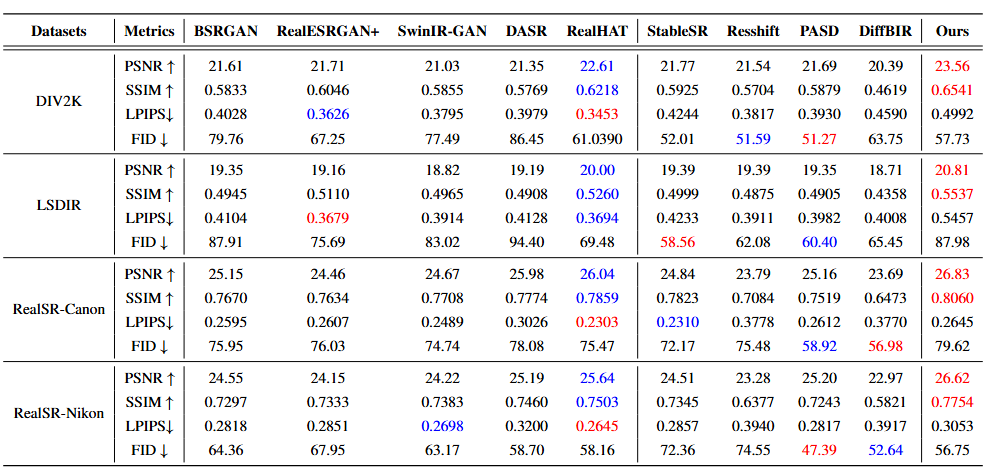 Datasets Metrics BSRGAN RealESRGAN+ SwinIR-GAN DASR RealHAT StableSR Resshift PASD DiffBIR Ours
DIV2K
PSNR ↑ 21.61 21.71 21.03 21.35 22.61 21.77 21.54 21.69 20.39 23.56
SSIM ↑ 0.5833 0.6046 0.5855 0.5769 0.6218 0.5925 0.5704 0.5879 0.4619 0.6541
LPIPS↓ 0.4028 0.3626 0.3795 0.3979 0.3453 0.4244 0.3817 0.3930 0.4590 0.4992
FID ↓ 79.76 67.25 77.49 86.45 61.0390 52.01 51.59 51.27 63.75 57.73
LSDIR
PSNR ↑ 19.35 19.16 18.82 19.19 20.00 19.39 19.39 19.35 18.71 20.81
SSIM ↑ 0.4945 0.5110 0.4965 0.4908 0.5260 0.4999 0.4875 0.4905 0.4358 0.5537
LPIPS↓ 0.4104 0.3679 0.3914 0.4128 0.3694 0.4233 0.3911 0.3982 0.4008 0.5457
FID ↓ 87.91 75.69 83.02 94.40 69.48 58.56 62.08 60.40 65.45 87.98
RealSR-Canon
PSNR ↑ 25.15 24.46 24.67 25.98 26.04 24.84 23.79 25.16 23.69 26.83
SSIM ↑ 0.7670 0.7634 0.7708 0.7774 0.7859 0.7823 0.7084 0.7519 0.6473 0.8060
LPIPS↓ 0.2595 0.2607 0.2489 0.3026 0.2303 0.2310 0.3778 0.2612 0.3770 0.2645
FID ↓ 75.95 76.03 74.74 78.08 75.47 72.17 75.48 58.92 56.98 79.62
RealSR-Nikon
PSNR ↑ 24.55 24.15 24.22 25.19 25.64 24.51 23.28 25.20 22.97 26.62
SSIM ↑ 0.7297 0.7333 0.7383 0.7460 0.7503 0.7345 0.6377 0.7243 0.5821 0.7754
LPIPS↓ 0.2818 0.2851 0.2698 0.3200 0.2645 0.2857 0.3940 0.2817 0.3917 0.3053
FID ↓ 64.36 67.95 63.17 58.70 58.16 72.36 74.55 47.39 52.64 56.75